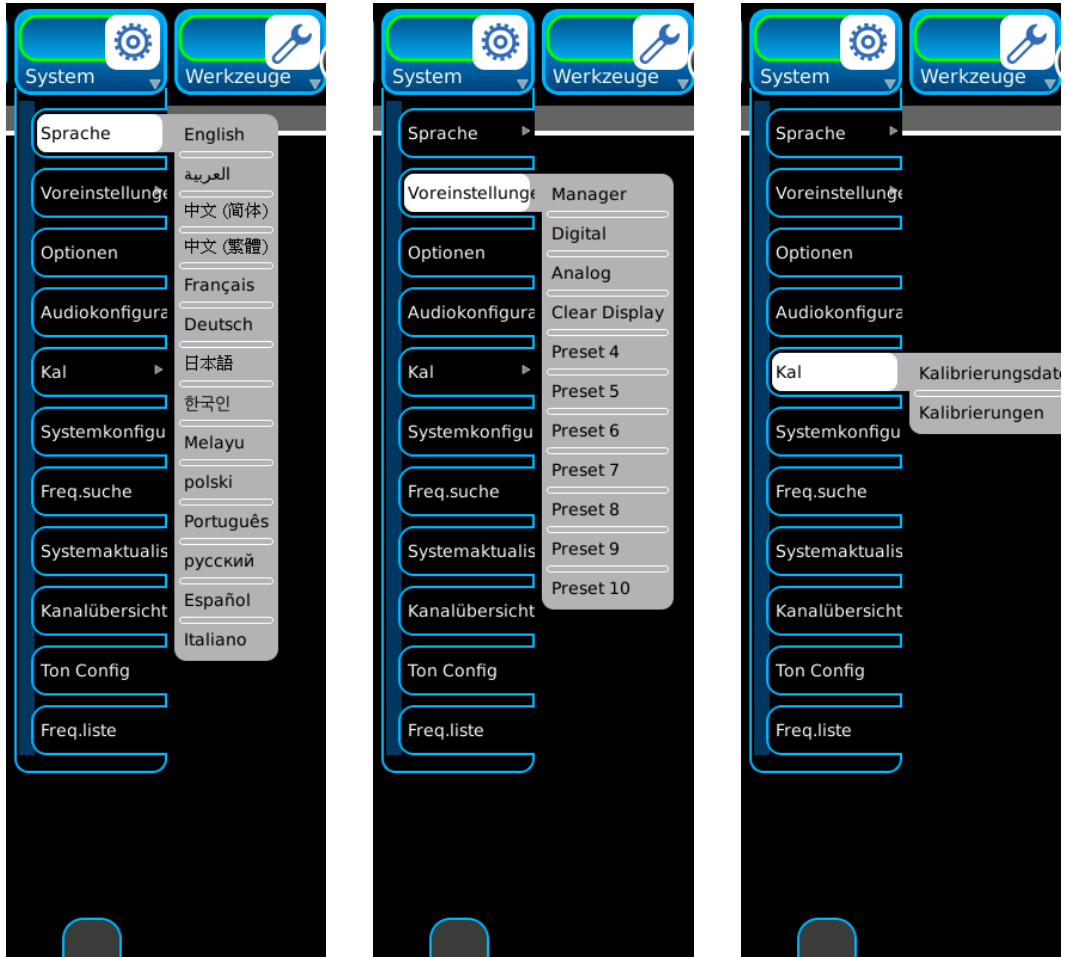 System
Werkzeuge
Sprache
Voreinstellunge
Optionen
Audiokonfigura
Kal
Systemkonfigu
Freq.suche
Systemaktualis
Kanalübersicht
Ton Config
Freq.liste
English
العربية
中文 (简体)
中文 (繁體)
Français
Deutsch
日本語
한국인
Melayu
polski
Português
русский
Español
Italiano
System
Werkzeuge
Sprache
Voreinstellunge
Optionen
Audiokonfigura
Kal
Systemkonfigu
Freq.suche
Systemaktualis
Kanalübersicht
Ton Config
Freq.liste
Manager
Digital
Analog
Clear Display
Preset 4
Preset 5
Preset 6
Preset 7
Preset 8
Preset 9
Preset 10
System
Werkzeuge
Sprache
Voreinstellunge
Optionen
Audiokonfigura
Kal
Systemkonfigu
Freq.suche
Systemaktualis
Kanalübersicht
Ton Config
Freq.liste
Kalibrierungsdate
Kalibrierungen